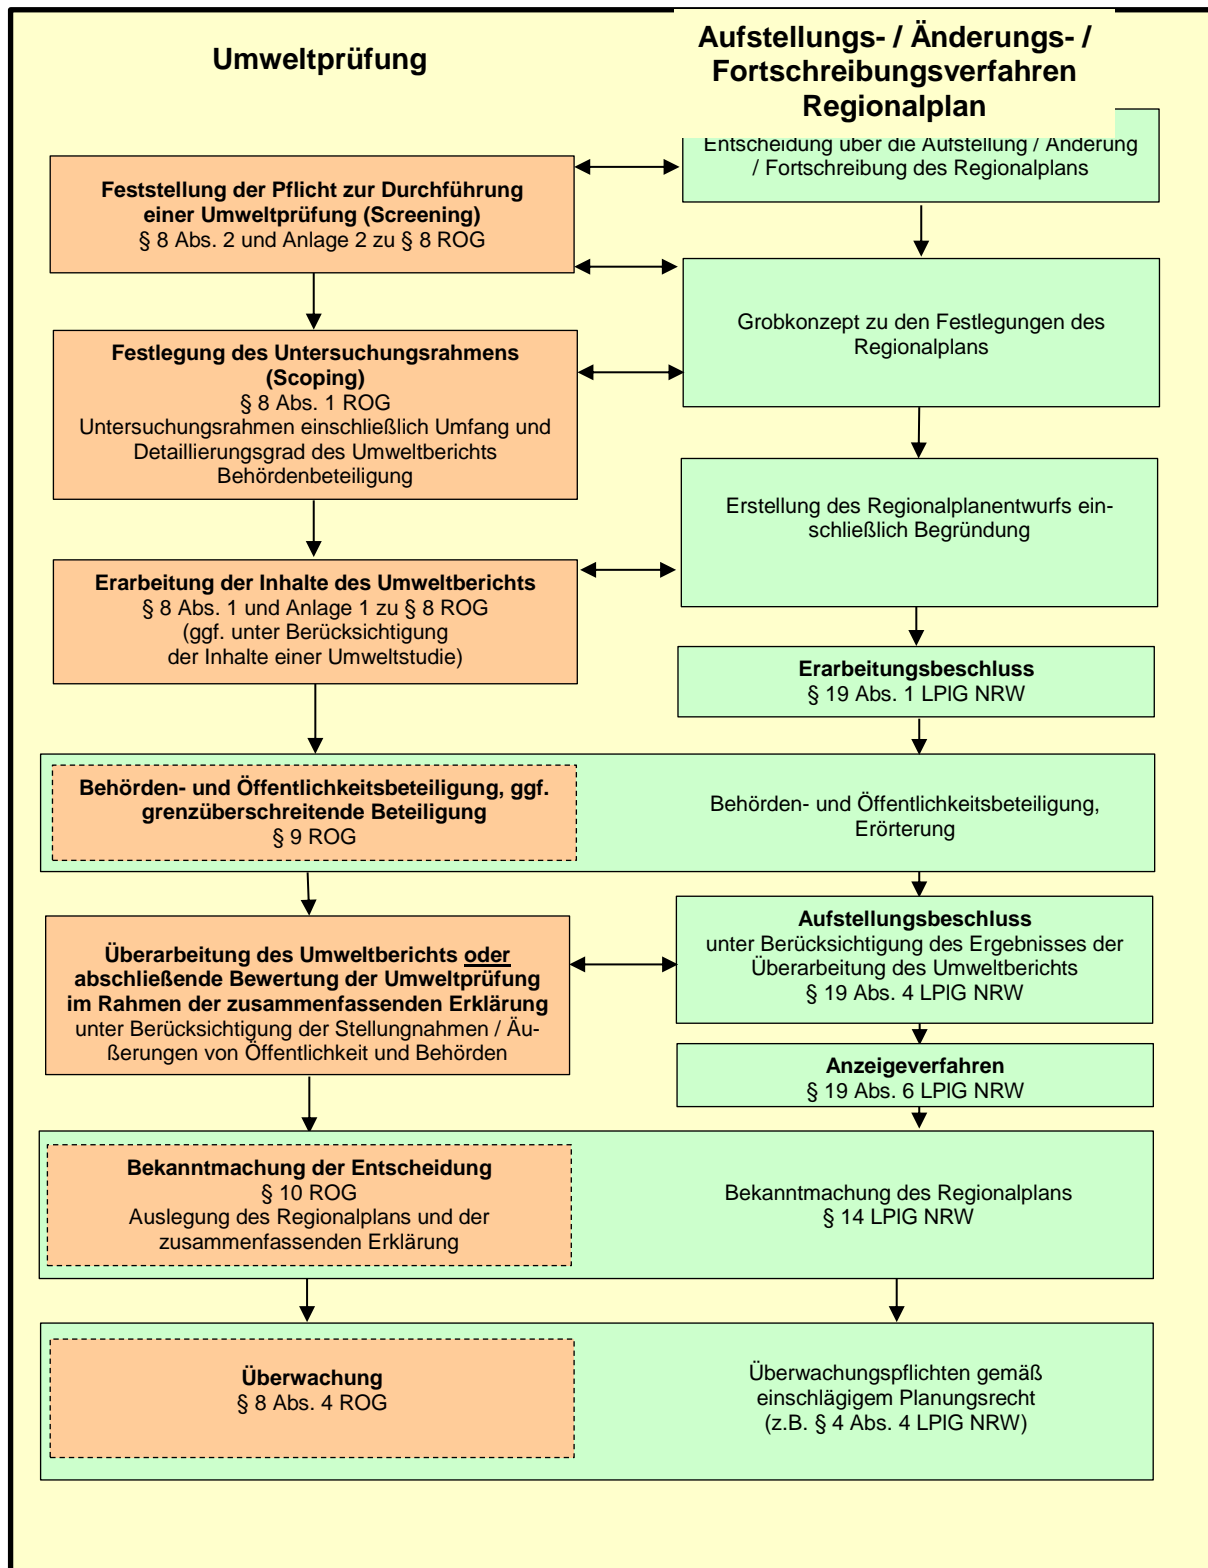 Umweltprüfung
Aufstellungs- / Änderungs- /
Fortschreibungsverfahren
Regionalplan
Entscheidung über die Aufstellung / Änderung
/ Fortschreibung des Regionalplans
Feststellung der Pflicht zur Durchführung
einer Umweltprüfung (Screening)
§ 8 Abs. 2 und Anlage 2 zu § 8 ROG
Grobkonzept zu den Festlegungen des
Regionalplans
Festlegung des Untersuchungsrahmens
(Scoping)
§ 8 Abs. 1 ROG
Untersuchungsrahmen einschließlich Umfang und
Detaillierungsgrad des Umweltberichts
Behördenbeteiligung
Erstellung des Regionalplanentwurfs ein-
schließlich Begründung
Erarbeitung der Inhalte des Umweltberichts
§ 8 Abs. 1 und Anlage 1 zu § 8 ROG
(ggf. unter Berücksichtigung
der Inhalte einer Umweltstudie)
Erarbeitungsbeschluss
§ 19 Abs. 1 LPlG NRW
Behörden- und Öffentlichkeitsbeteiligung, ggf.
grenzüberschreitende Beteiligung
§ 9 ROG
Behörden- und Öffentlichkeitsbeteiligung,
Erörterung
Überarbeitung des Umweltberichts oder
abschließende Bewertung der Umweltprüfung
im Rahmen der zusammenfassenden Erklärung
unter Berücksichtigung der Stellungnahmen / Äu-
ßerungen von Öffentlichkeit und Behörden
Aufstellungsbeschluss
unter Berücksichtigung des Ergebnisses der
Überarbeitung des Umweltberichts
§ 19 Abs. 4 LPlG NRW
Anzeigeverfahren
§ 19 Abs. 6 LPlG NRW
Bekanntmachung der Entscheidung
§ 10 ROG
Auslegung des Regionalplans und der
zusammenfassenden Erklärung
Bekanntmachung des Regionalplans
§ 14 LPlG NRW
Überwachung
§ 8 Abs. 4 ROG
Überwachungspflichten gemäß
einschlägigem Planungsrecht
(z.B. § 4 Abs. 4 LPlG NRW)